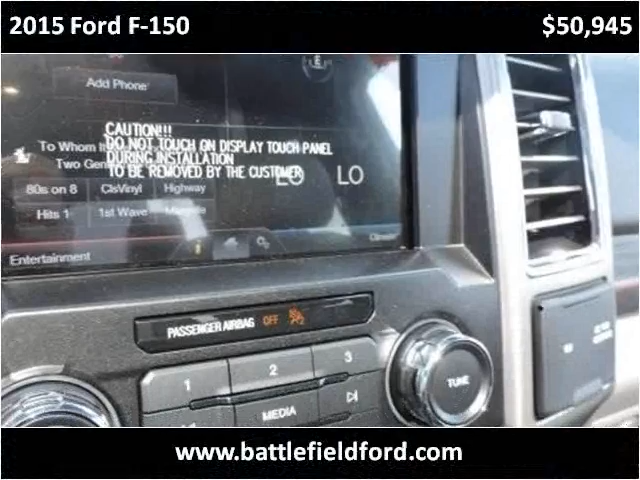 2015 Ford F-150 $50,945
E
Add Phone
CAUTION!!!
DO NOT TOUCH ON DISPLAY TOUCH PANEL
DURING INSTALLATION
TO BE REMOVED BY THE CUSTOMER
To Whom It
Two
LO LO
80s on 8 ClsVinyl Highway
Hits 1 1st Wave
Entertainment Climate
PASSENGER AIRBAG OFF
1 2 3
MEDIA
TUNE
www.battlefieldford.com